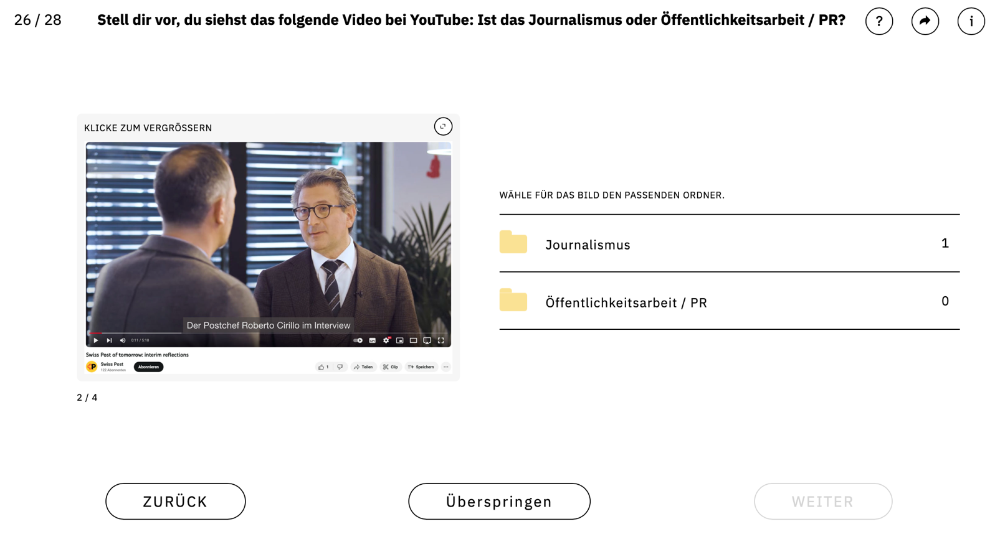 26 / 28
Stell dir vor, du siehst das folgende Video bei YouTube: Ist das Journalismus oder Öffentlichkeitsarbeit / PR?
?
i
KLICKE ZUM VERGRÖSSERN
Der Postchef Roberto Cirillo im Interview
0:11 / 5:18
Swiss Post of tomorrow: interim reflections
Swiss Post
122 Abonnenten
Abonnieren
1
Teilen
Clip
Speichern
2 / 4
WÄHLE FÜR DAS BILD DEN PASSENDEN ORDNER.
Journalismus
1
Öffentlichkeitsarbeit / PR
0
ZURÜCK
Überspringen
WEITER